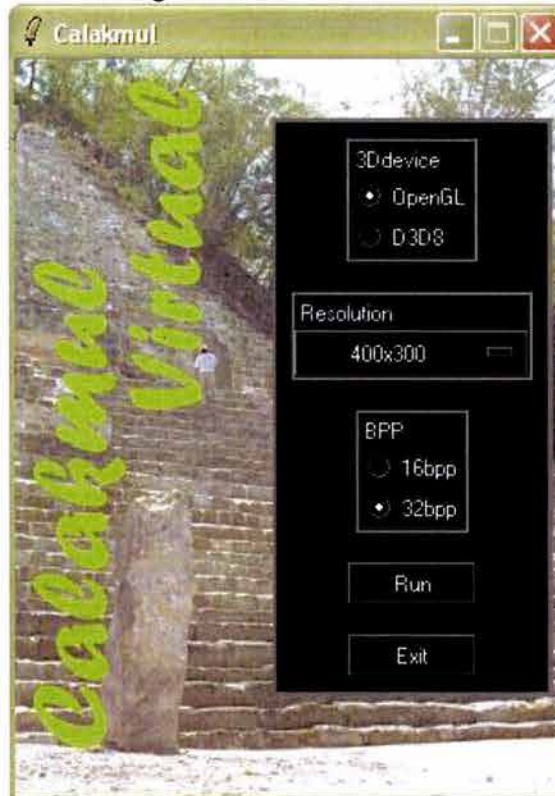 Calakmul
Calakmul
Virtual
3Ddevice
OpenGL
D3D8
Resolution
400x300
BPP
16bpp
32bpp
Run
Exit